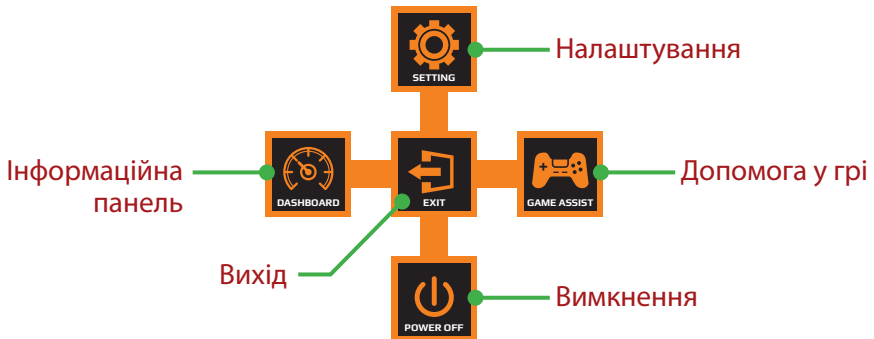 SETTING
Налаштування
Інформаційна
панель
DASHBOARD
EXIT
GAME ASSIST
Допомога у грі
Вихід
POWER OFF
Вимкнення